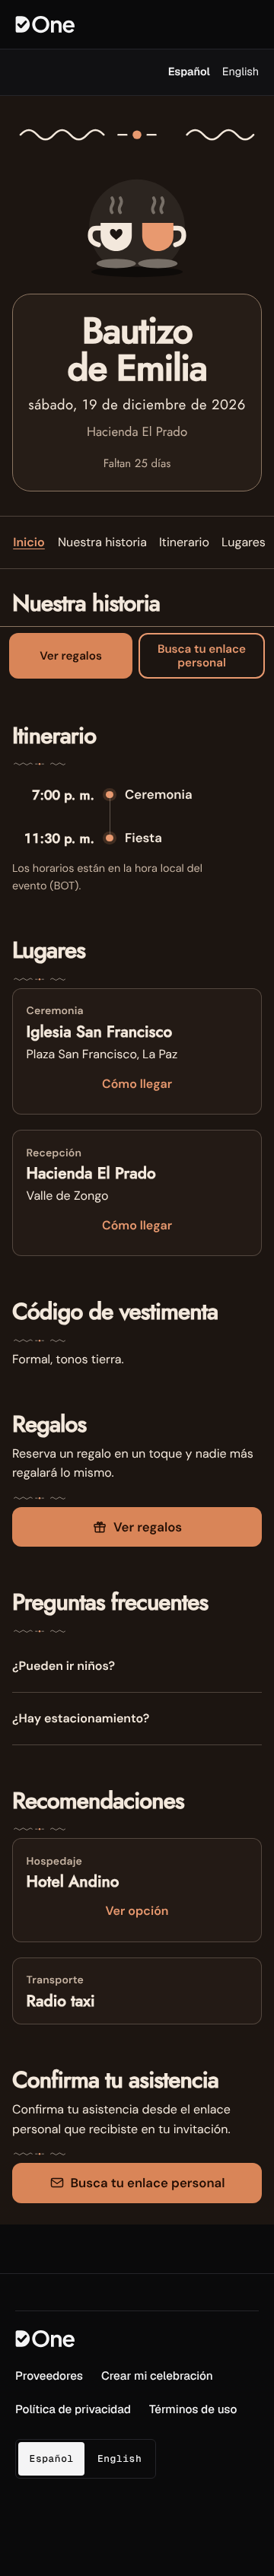 One
Español English
Bautizo
de Emilia
sábado, 19 de diciembre de 2026
Hacienda El Prado
Faltan 25 días
Inicio Nuestra historia Itinerario Lugares
Nuestra historia
Ver regalos
Busca tu enlace
personal
Itinerario
7:00 p. m. Ceremonia
11:30 p. m. Fiesta
Los horarios están en la hora local del
evento (BOT).
Lugares
Ceremonia
Iglesia San Francisco
Plaza San Francisco, La Paz
Cómo llegar
Recepción
Hacienda El Prado
Valle de Zongo
Cómo llegar
Código de vestimenta
Formal, tonos tierra.
Regalos
Reserva un regalo en un toque y nadie más
regalará lo mismo.
Ver regalos
Preguntas frecuentes
¿Pueden ir niños?
¿Hay estacionamiento?
Recomendaciones
Hospedaje
Hotel Andino
Ver opción
Transporte
Radio taxi
Confirma tu asistencia
Confirma tu asistencia desde el enlace
personal que recibiste en tu invitación.
Busca tu enlace personal
One
Proveedores Crear mi celebración
Política de privacidad Términos de uso
Español English